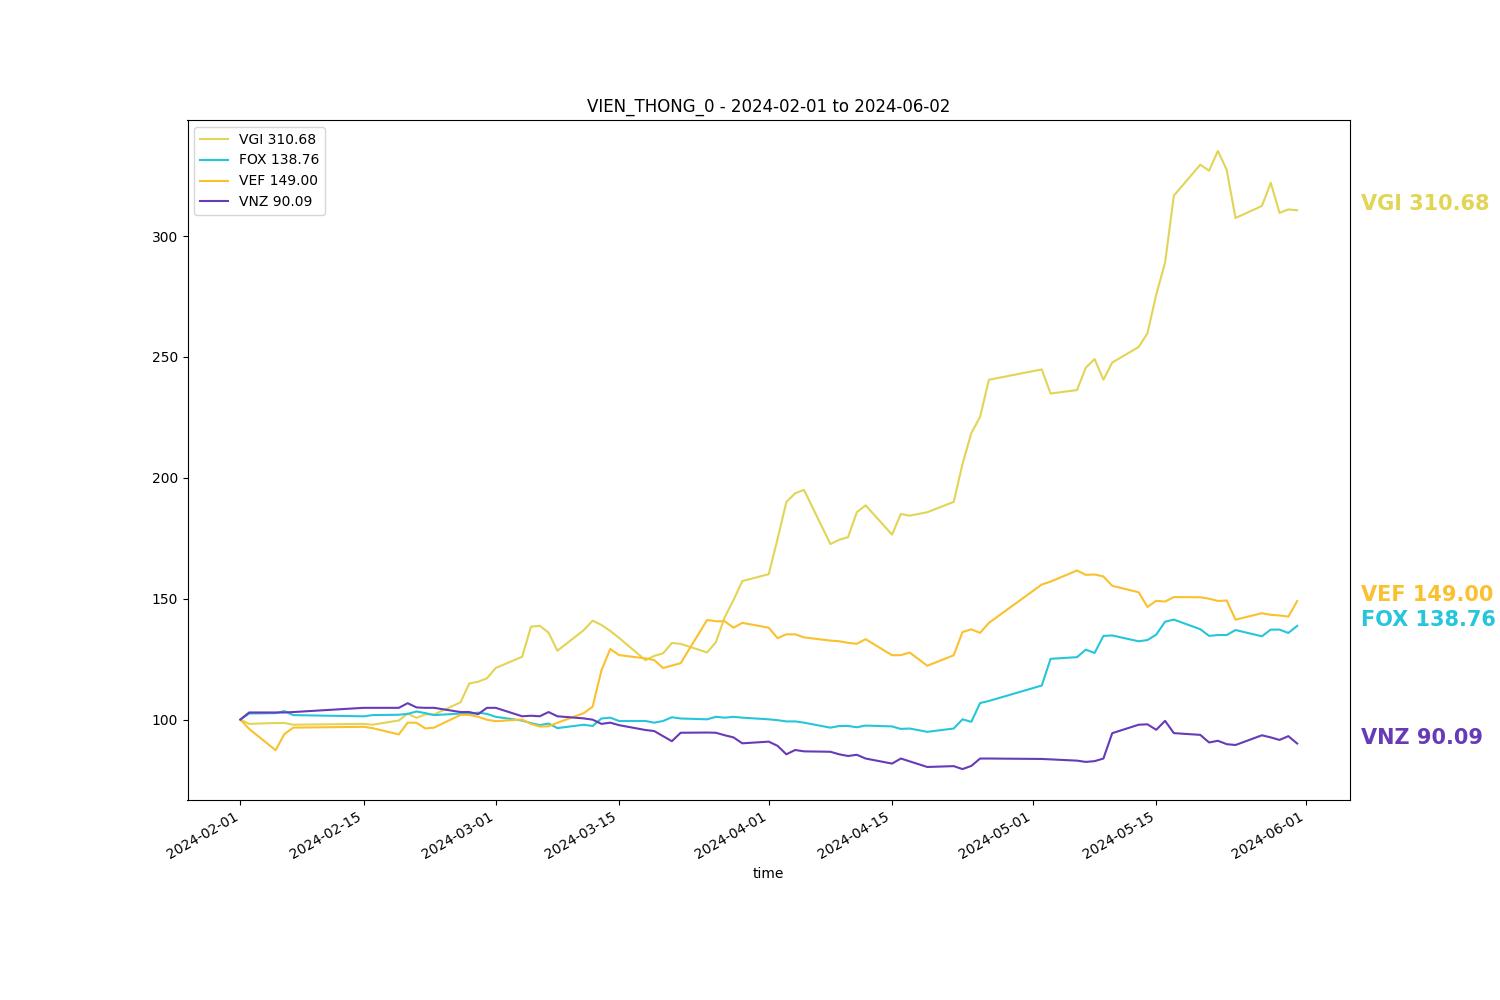 VIEN_THONG_0 - 2024-02-01 to 2024-06-02
VGI 310.68
FOX 138.76
VEF 149.00
VNZ 90.09
300
250
200
150
100
VGI 310.68
VEF 149.00
FOX 138.76
VNZ 90.09
2024-02-01
2024-02-15
2024-03-01
2024-03-15
2024-04-01
2024-04-15
2024-05-01
2024-05-15
2024-06-01
time